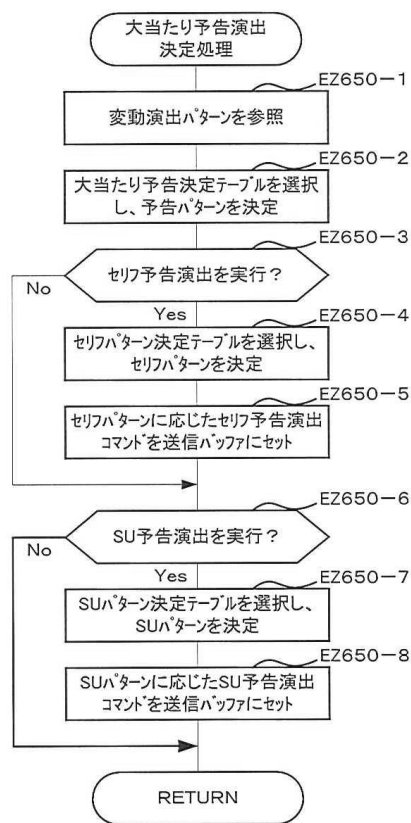 大当たり予告演出
決定処理
EZ650-1
変動演出パターンを参照
EZ650-2
大当たり予告決定テーブルを選択
し、予告パターンを決定
EZ650-3
セリフ予告演出を実行？
No
Yes
EZ650-4
セリフパターン決定テーブルを選択し、
セリフパターンを決定
EZ650-5
セリフパターンに応じたセリフ予告演出
コマンドを送信バッファにセット
EZ650-6
SU予告演出を実行？
No
Yes
EZ650-7
SUパターン決定テーブルを選択し、
SUパターンを決定
EZ650-8
SUパターンに応じたSU予告演出
コマンドを送信バッファにセット
RETURN